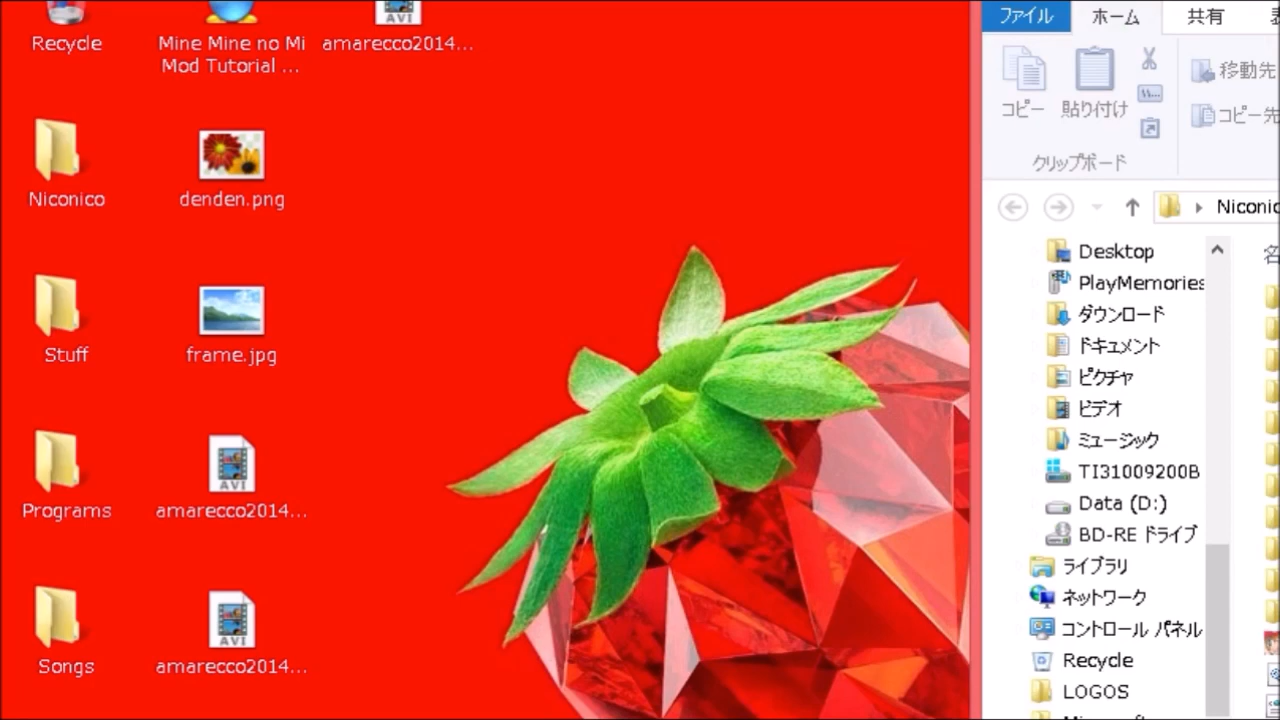 Recycle
Mine Mine no Mi
Mod Tutorial ...
AVI
amarecco2014...
Niconico
denden.png
Stuff
frame.jpg
Programs
AVI
amarecco2014...
Songs
AVI
amarecco2014...
ファイル
ホーム
共有
コピー
貼り付け
移動先
コピー先
クリップボード
Niconic
Desktop
PlayMemories
ダウンロード
ドキュメント
ピクチャ
ビデオ
ミュージック
TI31009200B
Data (D:)
BD-RE ドライブ
ライブラリ
ネットワーク
コントロール パネル
Recycle
LOGOS